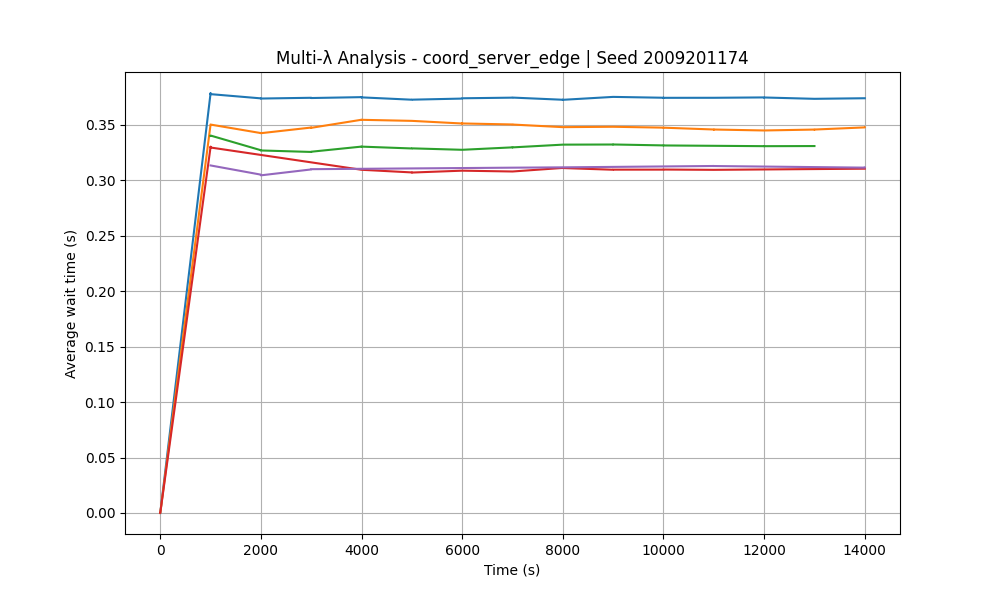 Multi-λ Analysis - coord_server_edge | Seed 2009201174
Average wait time (s)
0.35
0.30
0.25
0.20
0.15
0.10
0.05
0.00
0 2000 4000 6000 8000 10000 12000 14000
Time (s)